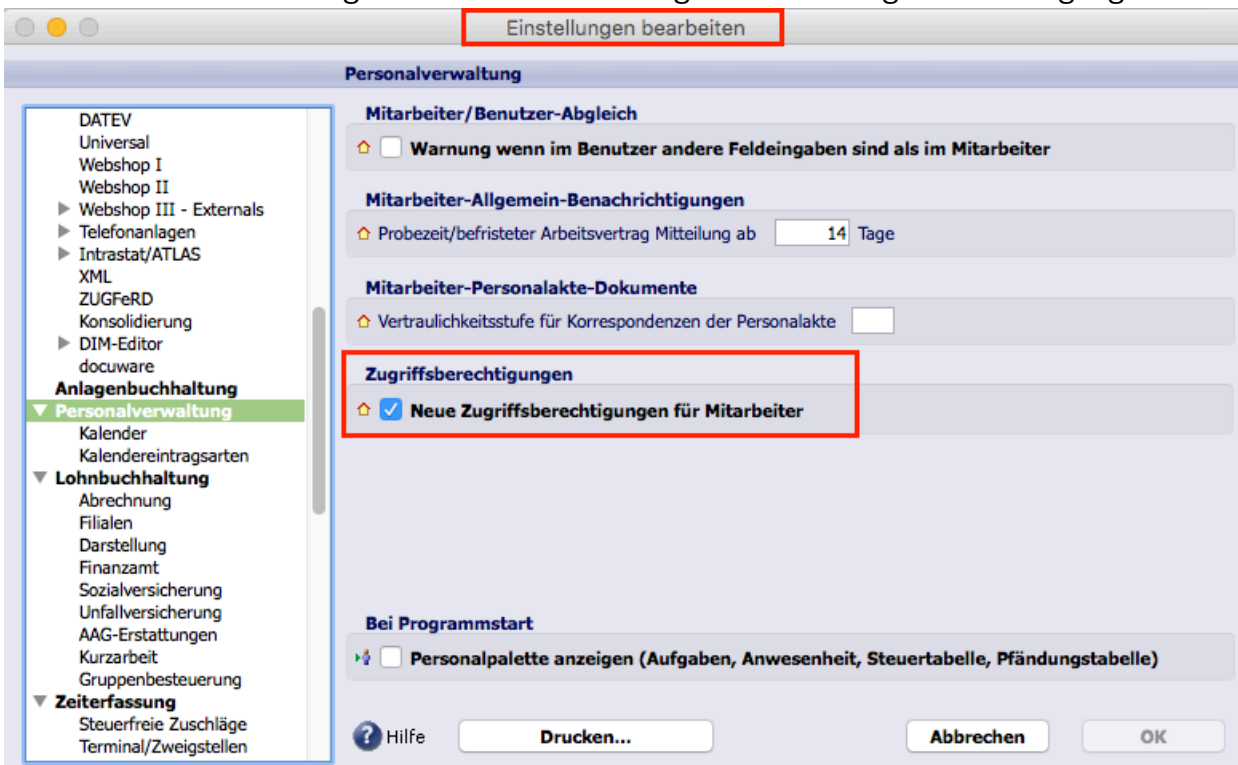 Einstellungen bearbeiten
Personalverwaltung
DATEV
Universal
Webshop I
Webshop II
Webshop III - Externals
Telefonanlagen
Intrastat/ATLAS
XML
ZUGFeRD
Konsolidierung
DIM-Editor
docuware
Anlagenbuchhaltung
Personalverwaltung
Kalender
Kalendereintragsarten
Lohnbuchhaltung
Abrechnung
Filialen
Darstellung
Finanzamt
Sozialversicherung
Unfallversicherung
AAG-Erstattungen
Kurzarbeit
Gruppenbesteuerung
Zeiterfassung
Steuerfreie Zuschläge
Terminal/Zweigstellen
Mitarbeiter/Benutzer-Abgleich
Warnung wenn im Benutzer andere Feldeingaben sind als im Mitarbeiter
Mitarbeiter-Allgemein-Benachrichtigungen
Probezeit/befristeter Arbeitsvertrag Mitteilung ab 14 Tage
Mitarbeiter-Personalakte-Dokumente
Vertraulichkeitsstufe für Korrespondenzen der Personalakte
Zugriffsberechtigungen
Neue Zugriffsberechtigungen für Mitarbeiter
Bei Programmstart
Personalpalette anzeigen (Aufgaben, Anwesenheit, Steuertabelle, Pfändungstabelle)
? Hilfe Drucken... Abbrechen OK